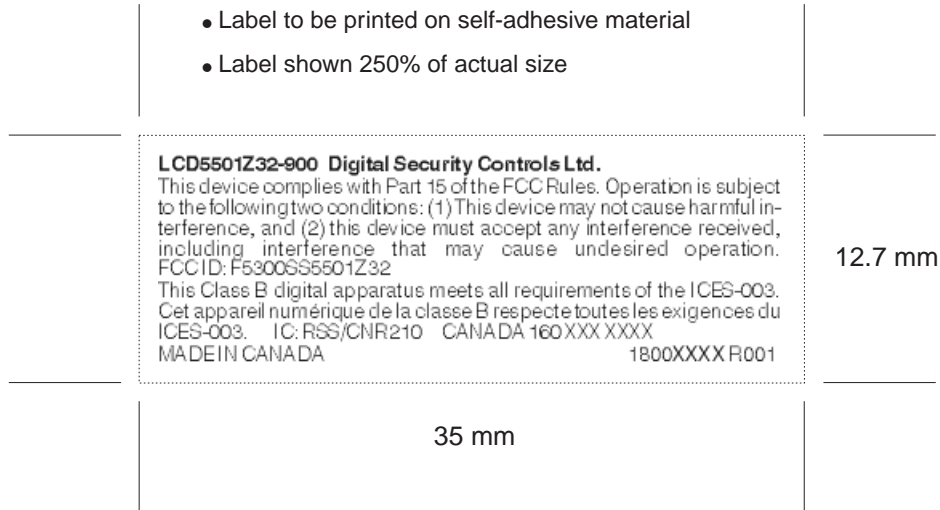 ● Label to be printed on self-adhesive material
● Label shown 250% of actual size
LCD5501Z32-900 Digital Security Controls Ltd.
This device complies with Part 15 of the FCC Rules. Operation is subject
to the following two conditions: (1) This device may not cause harmful in-
terference, and (2) this device must accept any interference received,
including interference that may cause undesired operation.
FCC ID: F5300SS5501Z32
This Class B digital apparatus meets all requirements of the ICES-003.
Cet appareil numérique de la classe B respecte toutes les exigences du
ICES-003. IC: RSS/CNR210 CANADA 160 XXX XXXX
MADE IN CANADA 1800XXXX R001
12.7 mm
35 mm